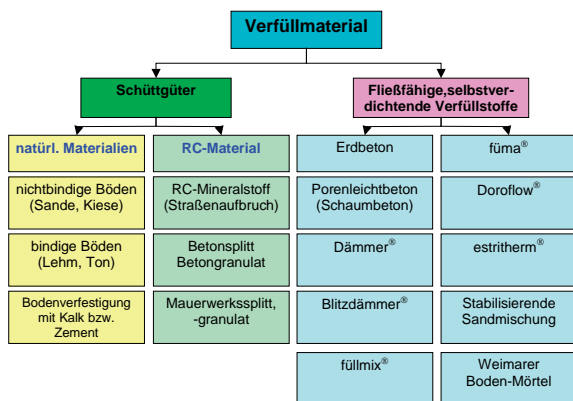 Verfüllmaterial
Schüttgüter
Fließfähige,selbstver-
dichtende Verfüllstoffe
natürl. Materialien
nichtbindige Böden
(Sande, Kiese)
bindige Böden
(Lehm, Ton)
Bodenverfestigung
mit Kalk bzw.
Zement
RC-Material
RC-Mineralstoff
(Straßenaufbruch)
Betonsplitt
Betongranulat
Mauerwerkssplitt,
-granulat
Erdbeton
Porenleichtbeton
(Schaumbeton)
Dämmer®
Blitzdämmer®
füllmix®
füma®
Doroflow®
estritherm®
Stabilisierende
Sandmischung
Weimarer
Boden-Mörtel